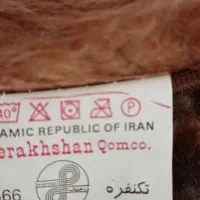 40°
P
AMIC REPUBLIC OF IRAN
erakhshan Qomco.
66
تکنفره